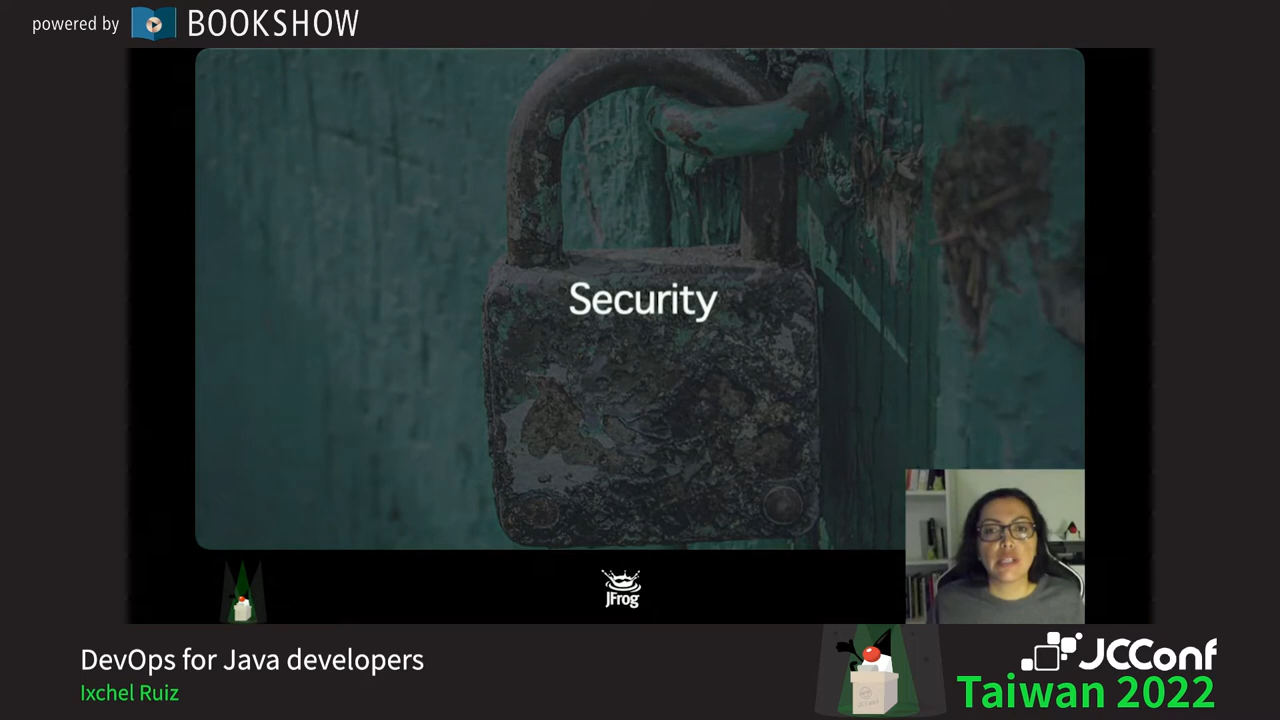 powered by BOOKSHOW
Security
JFrog
DevOps for Java developers
Ixchel Ruiz
JCConf
Taiwan 2022